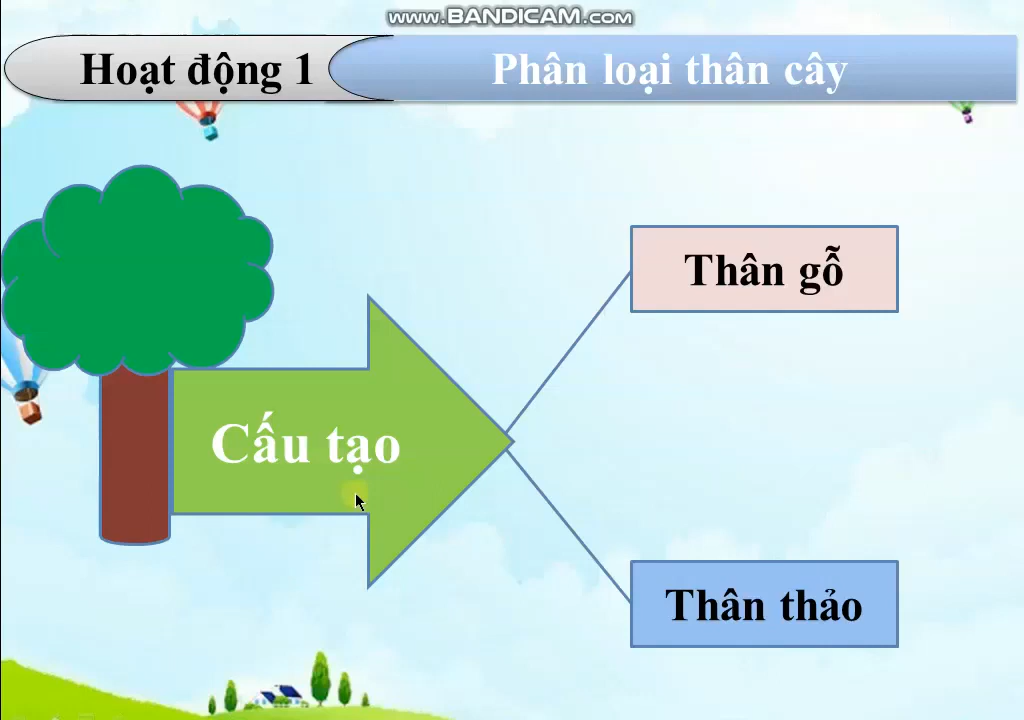 www.BANDICAM.com
Hoạt động 1
Phân loại thân cây
Thân gỗ
Cấu tạo
Thân thảo